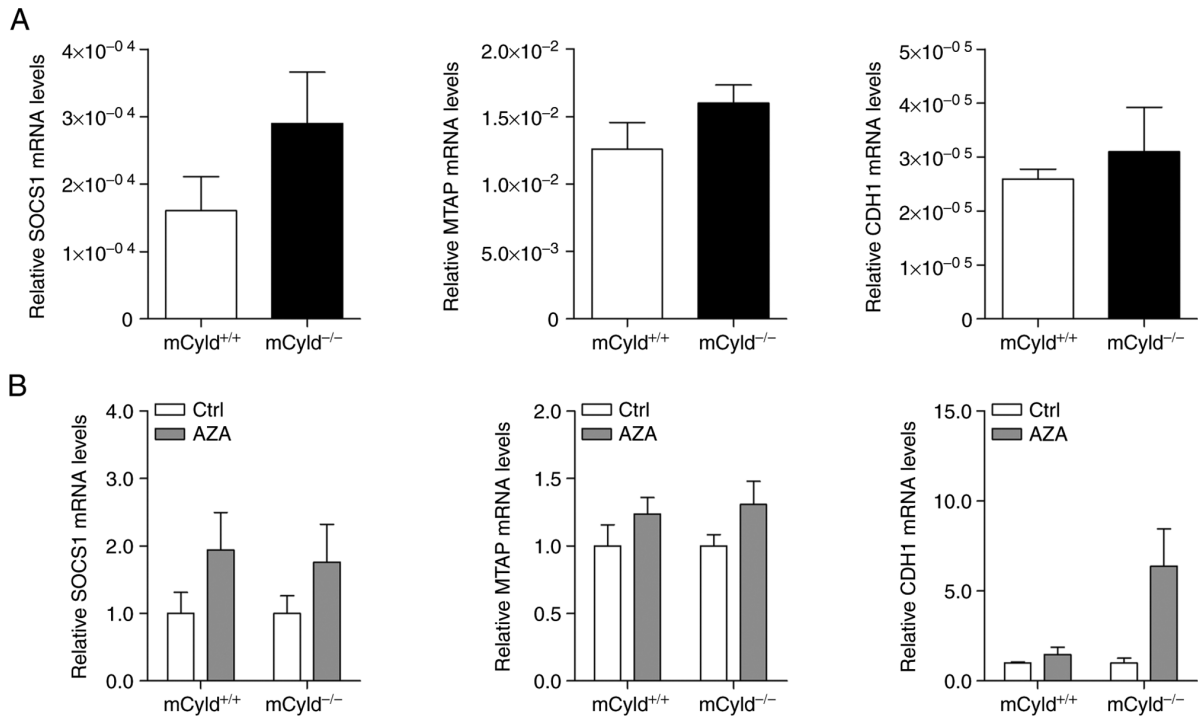 A
Relative SOCS1 mRNA levels
4×10⁻⁰⁴
3×10⁻⁰⁴
2×10⁻⁰⁴
1×10⁻⁰⁴
0
mCyld⁺/⁺ mCyld⁻/⁻
Relative MTAP mRNA levels
2.0×10⁻²
1.5×10⁻²
1.0×10⁻²
5.0×10⁻³
0
mCyld⁺/⁺ mCyld⁻/⁻
Relative CDH1 mRNA levels
5×10⁻⁰⁵
4×10⁻⁰⁵
3×10⁻⁰⁵
2×10⁻⁰⁵
1×10⁻⁰⁵
0
mCyld⁺/⁺ mCyld⁻/⁻
B
Relative SOCS1 mRNA levels
4.0
3.0
2.0
1.0
0.0
Ctrl
AZA
mCyld⁺/⁺ mCyld⁻/⁻
Relative MTAP mRNA levels
2.0
1.5
1.0
0.5
0.0
Ctrl
AZA
mCyld⁺/⁺ mCyld⁻/⁻
Relative CDH1 mRNA levels
15.0
10.0
5.0
0.0
Ctrl
AZA
mCyld⁺/⁺ mCyld⁻/⁻